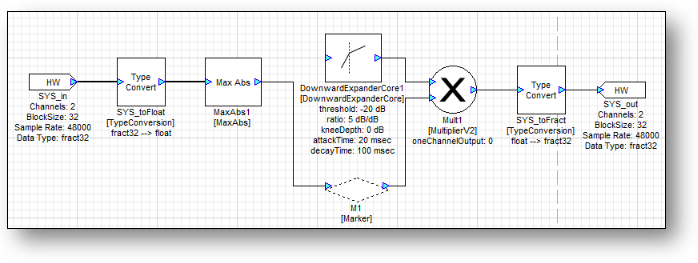 HW
SYS_in
Channels: 2
BlockSize: 32
Sample Rate: 48000
Data Type: fract32
Type
Convert
SYS_toFloat
[TypeConversion]
fract32 --> float
Max Abs
MaxAbs1
[MaxAbs]
DownwardExpanderCore1
[DownwardExpanderCore]
threshold: -20 dB
ratio: 5 dB/dB
kneeDepth: 0 dB
attackTime: 20 msec
decayTime: 100 msec
M1
[Marker]
X
Mult1
[MultiplierV2]
oneChannelOutput: 0
Type
Convert
SYS_toFract
[TypeConversion]
float --> fract32
HW
SYS_out
Channels: 2
BlockSize: 32
Sample Rate: 48000
Data Type: fract32